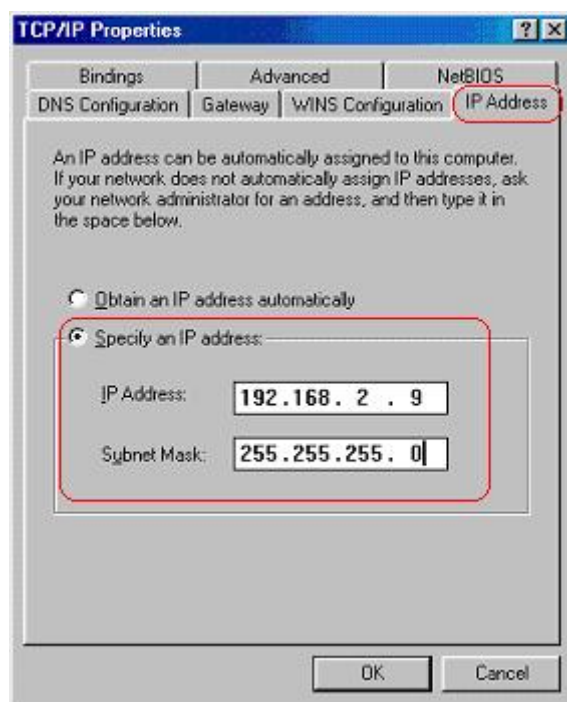 TCP/IP Properties
Bindings Advanced NetBIOS
DNS Configuration Gateway WINS Configuration IP Address
An IP address can be automatically assigned to this computer.
If your network does not automatically assign IP addresses, ask
your network administrator for an address, and then type it in
the space below.
Obtain an IP address automatically
Specify an IP address:
IP Address: 192.168. 2 . 9
Subnet Mask: 255.255.255. 0
OK Cancel